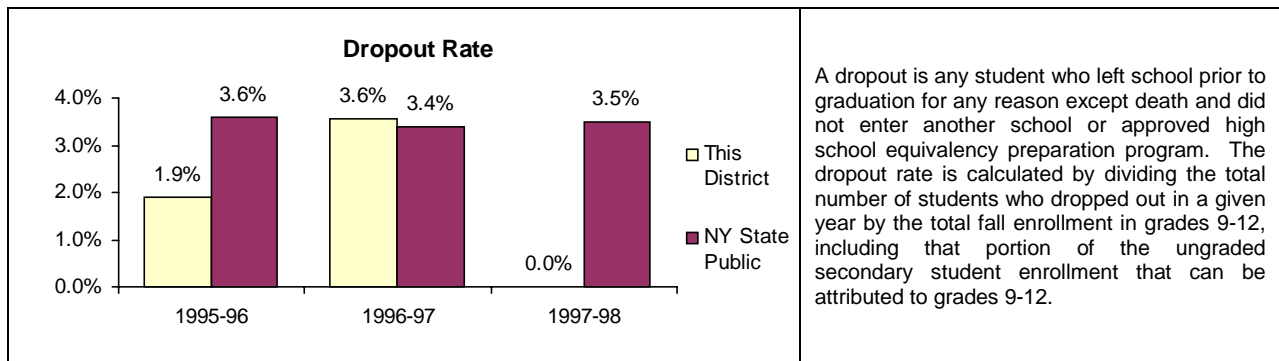 Dropout Rate
4.0%
3.0%
2.0%
1.0%
0.0%
1.9%
3.6%
3.6%
3.4%
0.0%
3.5%
1995-96
1996-97
1997-98
This
District
NY State
Public
A dropout is any student who left school prior to
graduation for any reason except death and did
not enter another school or approved high
school equivalency preparation program. The
dropout rate is calculated by dividing the total
number of students who dropped out in a given
year by the total fall enrollment in grades 9-12,
including that portion of the ungraded
secondary student enrollment that can be
attributed to grades 9-12.